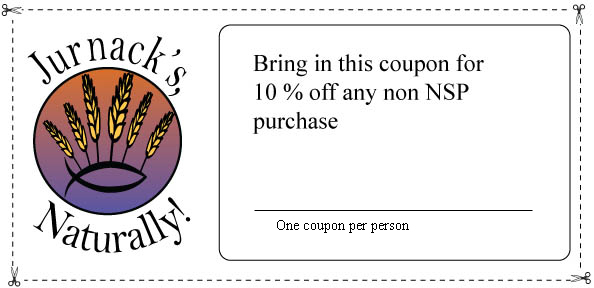 Jurnack's,
Naturally!
Bring in this coupon for
10 % off any non NSP
purchase
One coupon per person